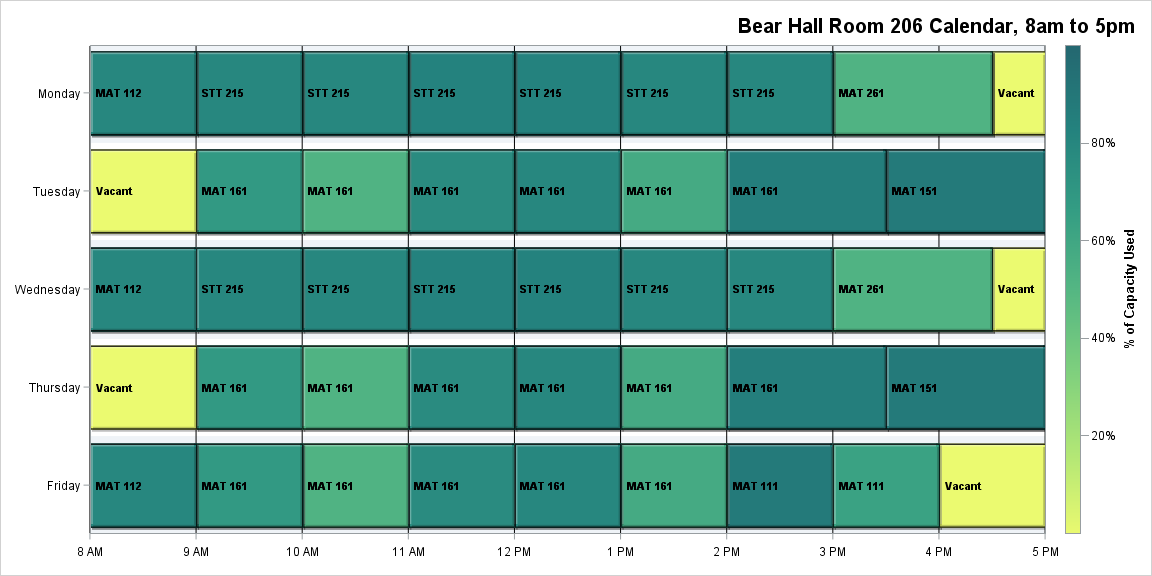 Bear Hall Room 206 Calendar, 8am to 5pm
Monday MAT 112 STT 215 STT 215 STT 215 STT 215 STT 215 STT 215 MAT 261 Vacant
80%
Tuesday Vacant MAT 161 MAT 161 MAT 161 MAT 161 MAT 161 MAT 161 MAT 151
60%
% of Capacity Used
Wednesday MAT 112 STT 215 STT 215 STT 215 STT 215 STT 215 STT 215 MAT 261 Vacant
40%
Thursday Vacant MAT 161 MAT 161 MAT 161 MAT 161 MAT 161 MAT 161 MAT 151
20%
Friday MAT 112 MAT 161 MAT 161 MAT 161 MAT 161 MAT 161 MAT 111 MAT 111 Vacant
8 AM 9 AM 10 AM 11 AM 12 PM 1 PM 2 PM 3 PM 4 PM 5 PM